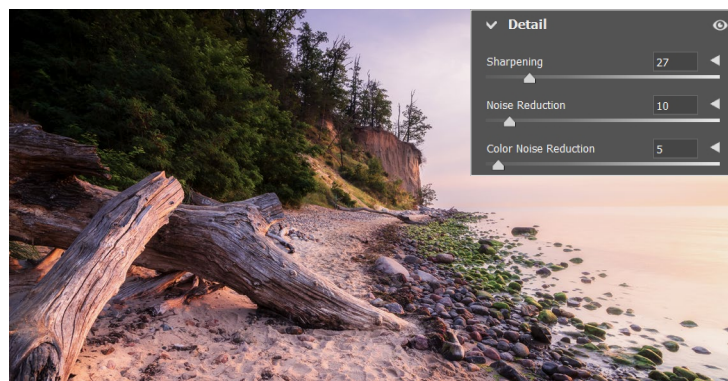 Detail
Sharpening 27
Noise Reduction 10
Color Noise Reduction 5